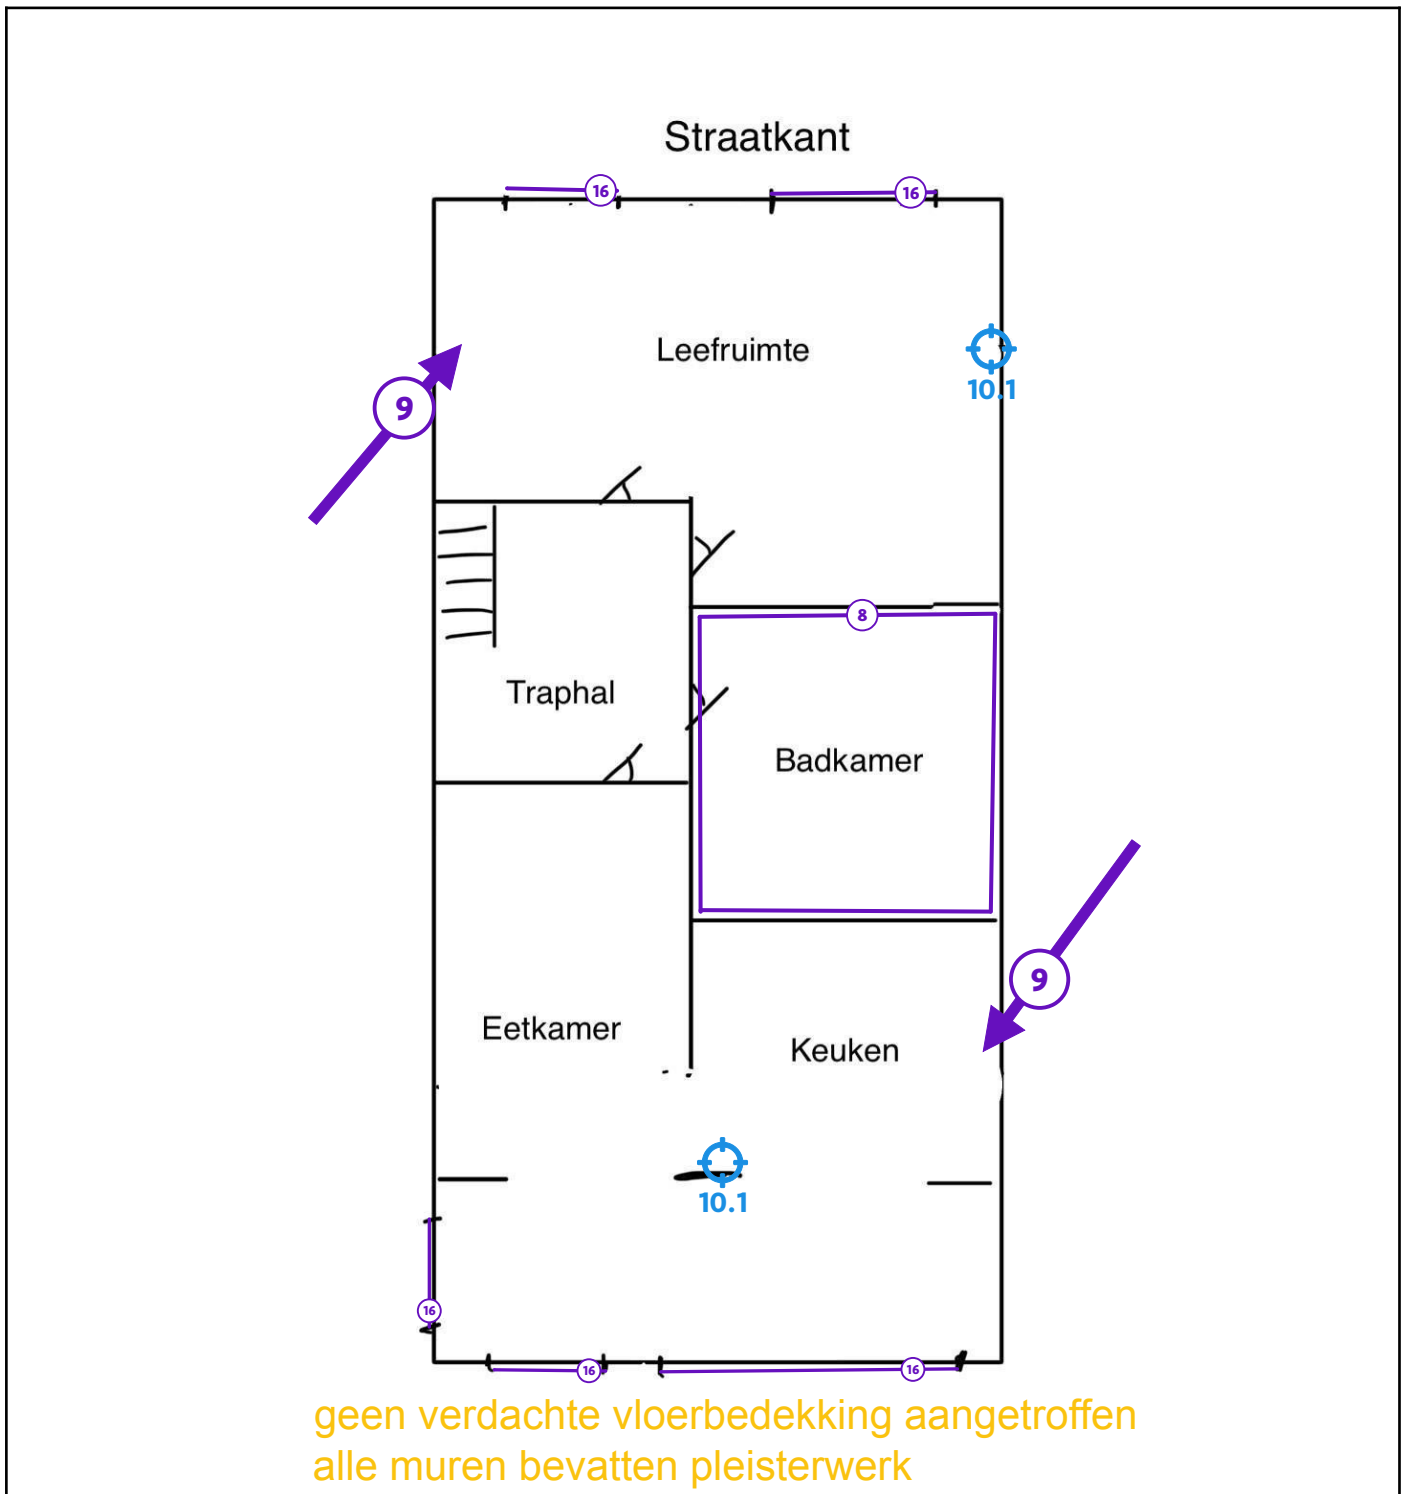 Straatkant
16
16
Leefruimte
10.1
9
8
Traphal
Badkamer
9
Eetkamer
Keuken
10.1
16
16
16
geen verdachte vloerbedekking aangetroffen
alle muren bevatten pleisterwerk